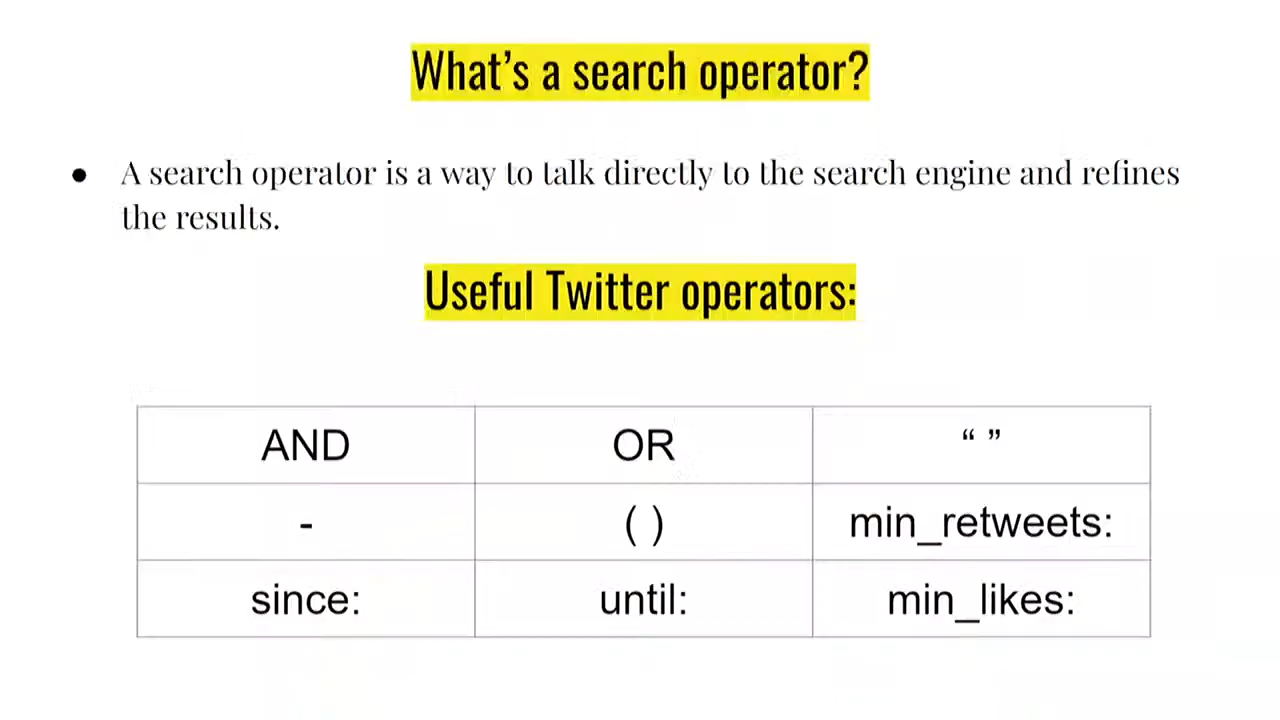 What’s a search operator?
● A search operator is a way to talk directly to the search engine and refines
the results.
Useful Twitter operators:
AND OR “ ”
- ( ) min_retweets:
since: until: min_likes: